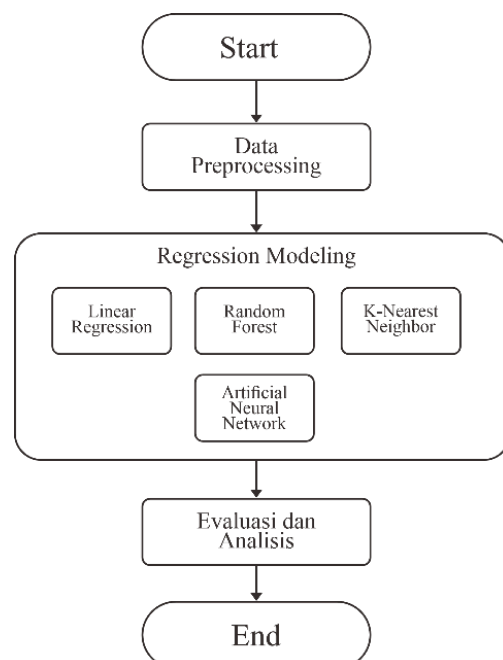 Start
Data
Preprocessing
Regression Modeling
Linear
Regression
Random
Forest
K-Nearest
Neighbor
Artificial
Neural
Network
Evaluasi dan
Analisis
End